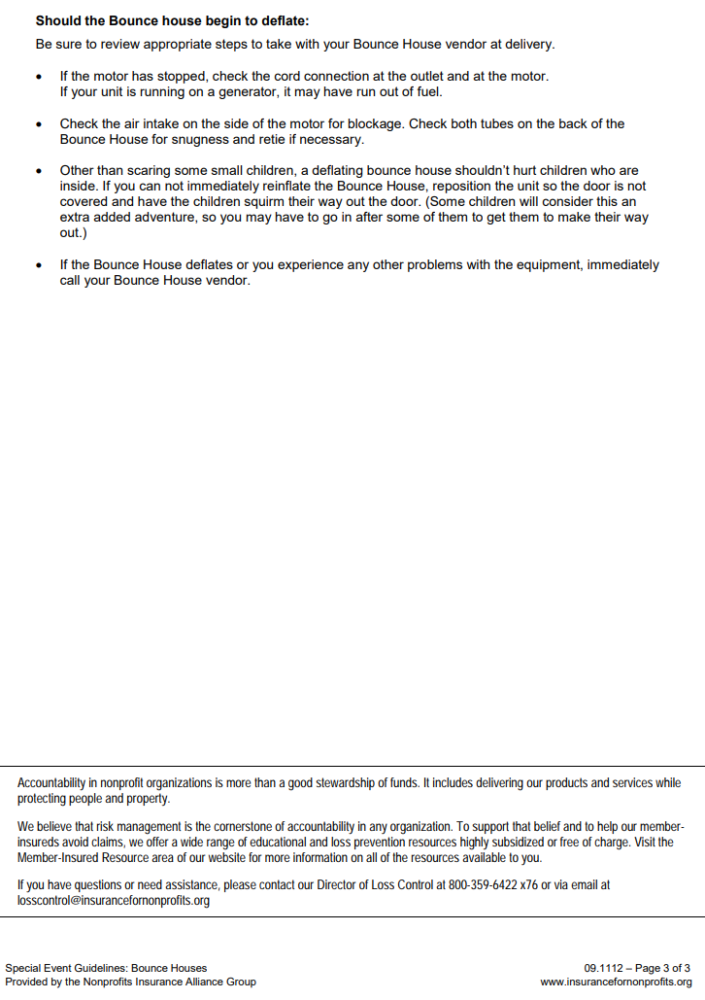 Should the Bounce house begin to deflate:
Be sure to review appropriate steps to take with your Bounce House vendor at delivery.
• If the motor has stopped, check the cord connection at the outlet and at the motor.
If your unit is running on a generator, it may have run out of fuel.
• Check the air intake on the side of the motor for blockage. Check both tubes on the back of the
Bounce House for snugness and retie if necessary.
• Other than scaring some small children, a deflating bounce house shouldn't hurt children who are
inside. If you can not immediately reinflate the Bounce House, reposition the unit so the door is not
covered and have the children squirm their way out the door. (Some children will consider this an
extra added adventure, so you may have to go in after some of them to get them to make their way
out.)
• If the Bounce House deflates or you experience any other problems with the equipment, immediately
call your Bounce House vendor.
Accountability in nonprofit organizations is more than a good stewardship of funds. It includes delivering our products and services while
protecting people and property.
We believe that risk management is the cornerstone of accountability in any organization. To support that belief and to help our member-
insureds avoid claims, we offer a wide range of educational and loss prevention resources highly subsidized or free of charge. Visit the
Member-Insured Resource area of our website for more information on all of the resources available to you.
If you have questions or need assistance, please contact our Director of Loss Control at 800-359-6422 x76 or via email at
losscontrol@insurancefornonprofits.org
Special Event Guidelines: Bounce Houses 09.1112 – Page 3 of 3
Provided by the Nonprofits Insurance Alliance Group www.insurancefornonprofits.org